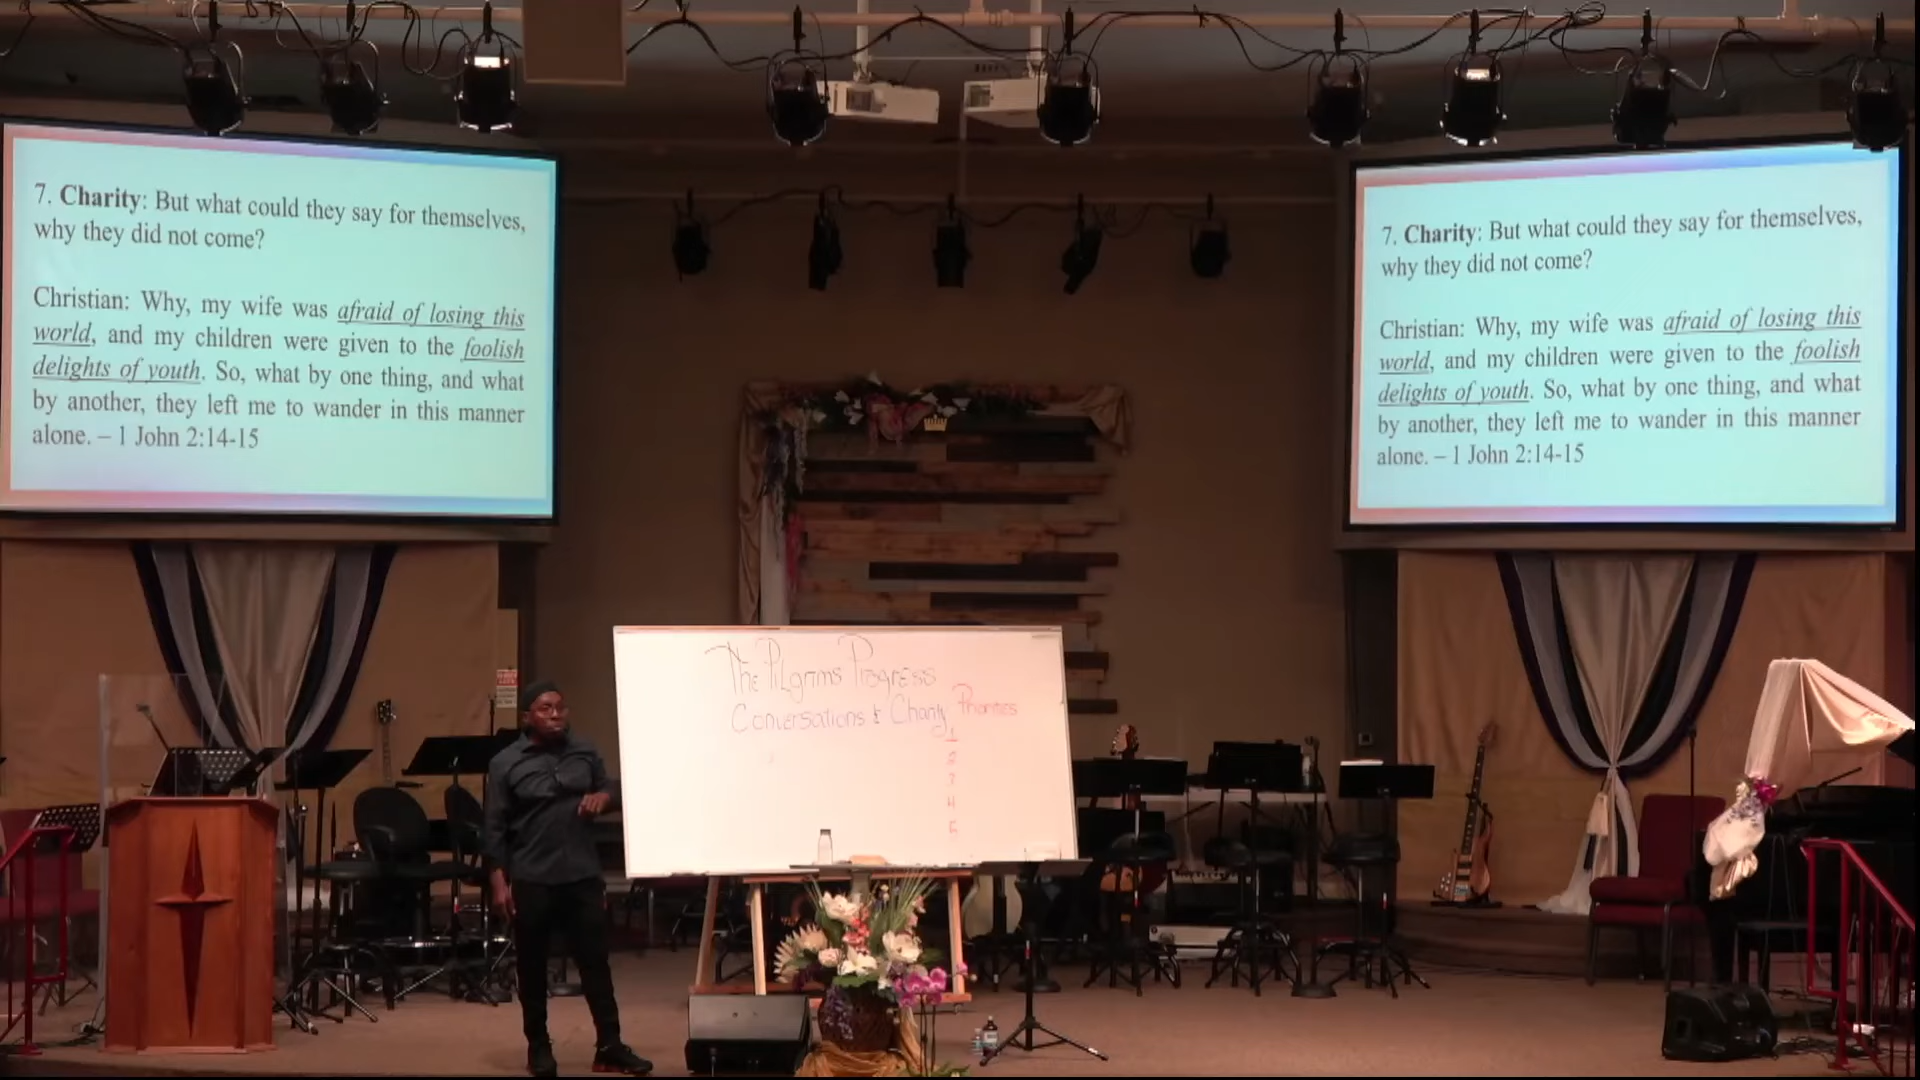 7. Charity: But what could they say for themselves,
why they did not come?
Christian: Why, my wife was afraid of losing this
world, and my children were given to the foolish
delights of youth. So, what by one thing, and what
by another, they left me to wander in this manner
alone. – 1 John 2:14-15
The Pilgrims Progress
Conversations & Charity
Priorities
1
2
3
4
5
7. Charity: But what could they say for themselves,
why they did not come?
Christian: Why, my wife was afraid of losing this
world, and my children were given to the foolish
delights of youth. So, what by one thing, and what
by another, they left me to wander in this manner
alone. – 1 John 2:14-15